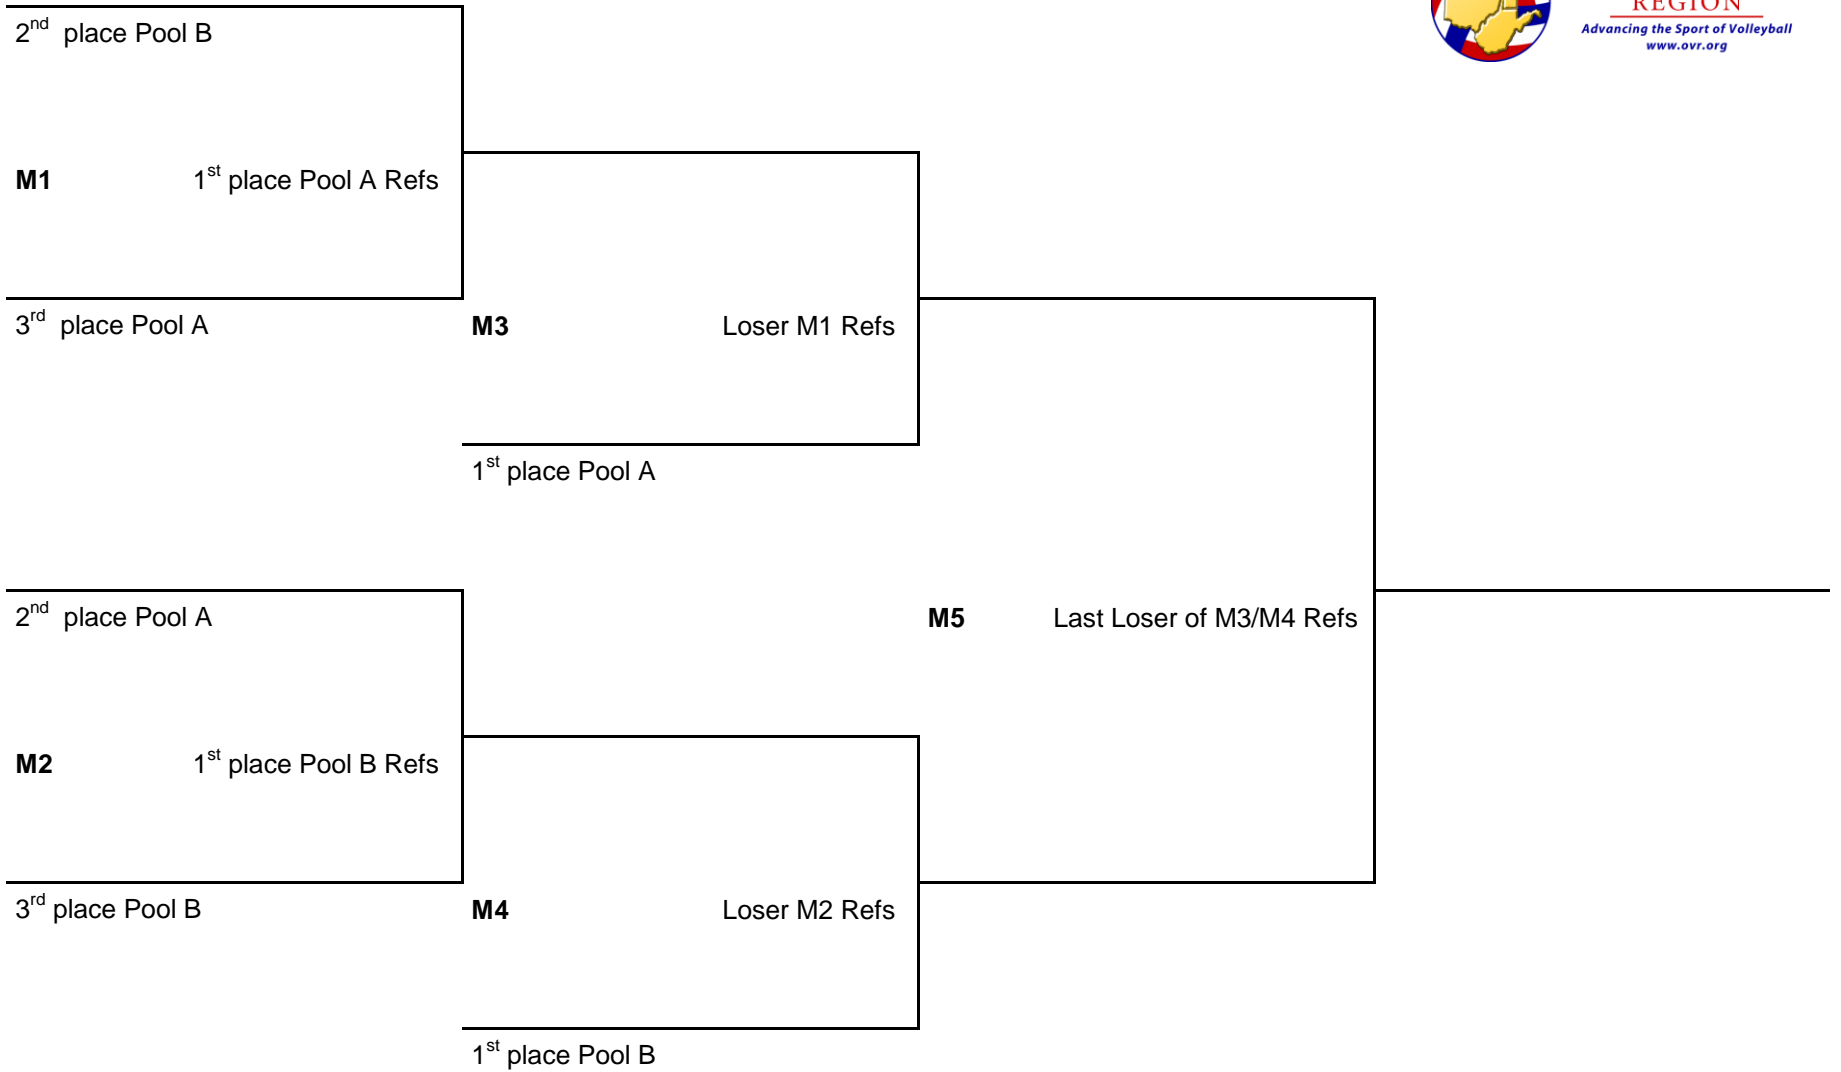 REGION
Advancing the Sport of Volleyball
www.ovr.org
2nd place Pool B
M1 1st place Pool A Refs
3rd place Pool A
M3 Loser M1 Refs
1st place Pool A
2nd place Pool A
M5 Last Loser of M3/M4 Refs
M2 1st place Pool B Refs
3rd place Pool B
M4 Loser M2 Refs
1st place Pool B